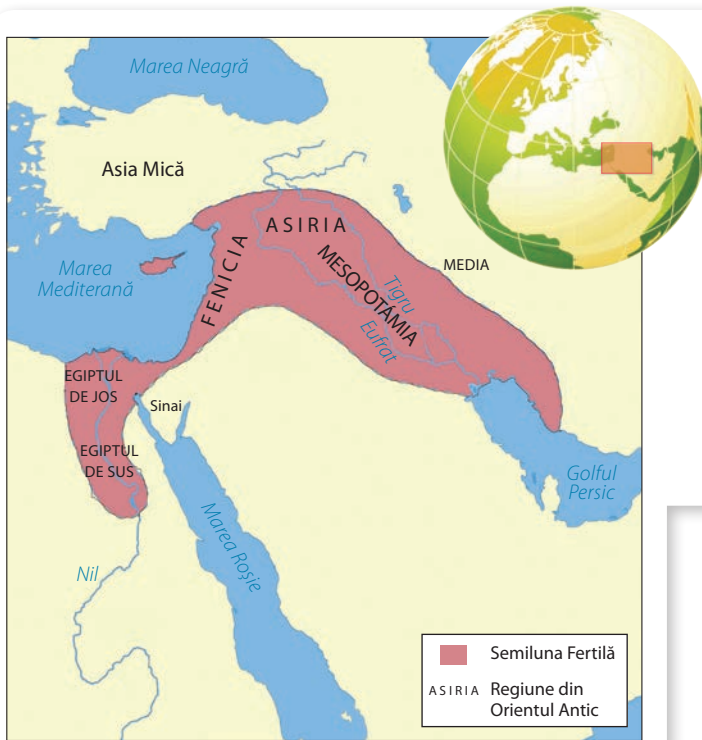 Marea Neagră
Asia Mică
ASIRIA
MEDIA
Marea
Mediterană
FENICIA
MESOPOTÁMIA
Tigru
Eufrat
EGIPTUL
DE JOS
Sinai
EGIPTUL
DE SUS
Golful
Persic
Marea Roșie
Nil
Semiluna Fertilă
ASIRIA Regiune din
Orientul Antic